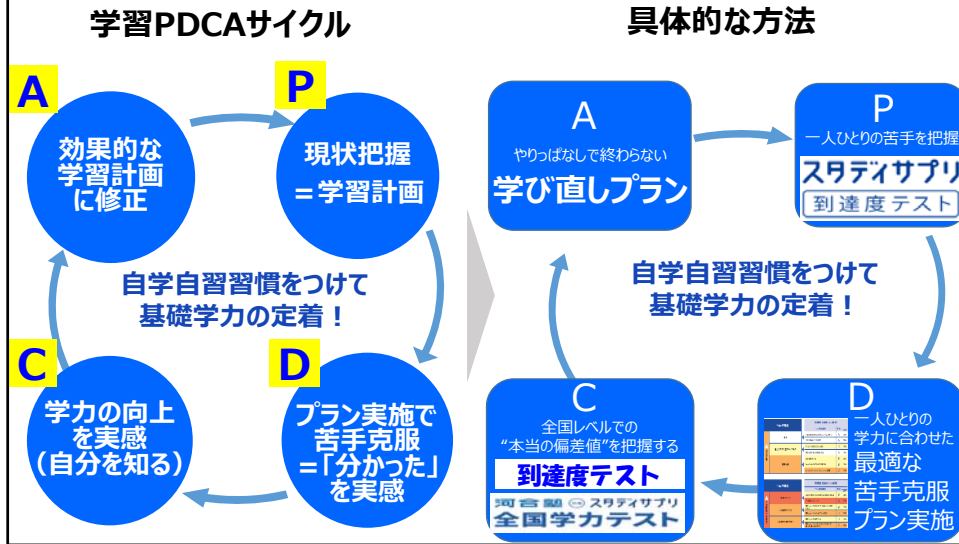 学習PDCAサイクル
A
効果的な
学習計画
に修正
P
現状把握
＝学習計画
自学自習習慣をつけて
基礎学力の定着！
C
学力の向上
を実感
（自分を知る）
D
プラン実施で
苦手克服
＝「分かった」
を実感
具体的な方法
A
やりっぱなしで終わらない
学び直しプラン
P
一人ひとりの苦手を把握
スタディサプリ
到達度テスト
自学自習習慣をつけて
基礎学力の定着！
C
全国レベルでの
“本当の偏差値”を把握する
到達度テスト
河合塾 スタディサプリ
全国学力テスト
D
一人ひとりの
学力に合わせた
最適な
苦手克服
プラン実施